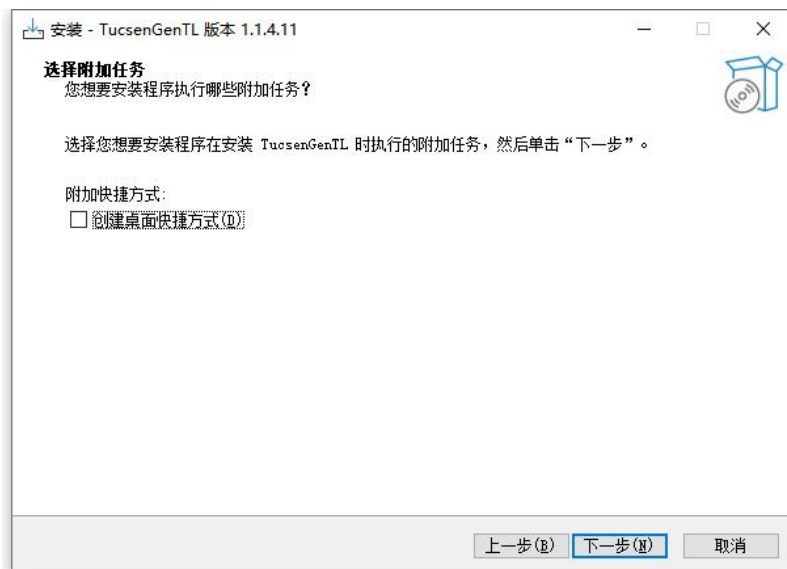 安装 - TucsenGenTL 版本 1.1.4.11
选择附加任务
您想要安装程序执行哪些附加任务？
选择您想要安装程序在安装 TucsenGenTL 时执行的附加任务，然后单击“下一步”。
附加快捷方式:
创建桌面快捷方式(D)
上一步(B) 下一步(N) 取消